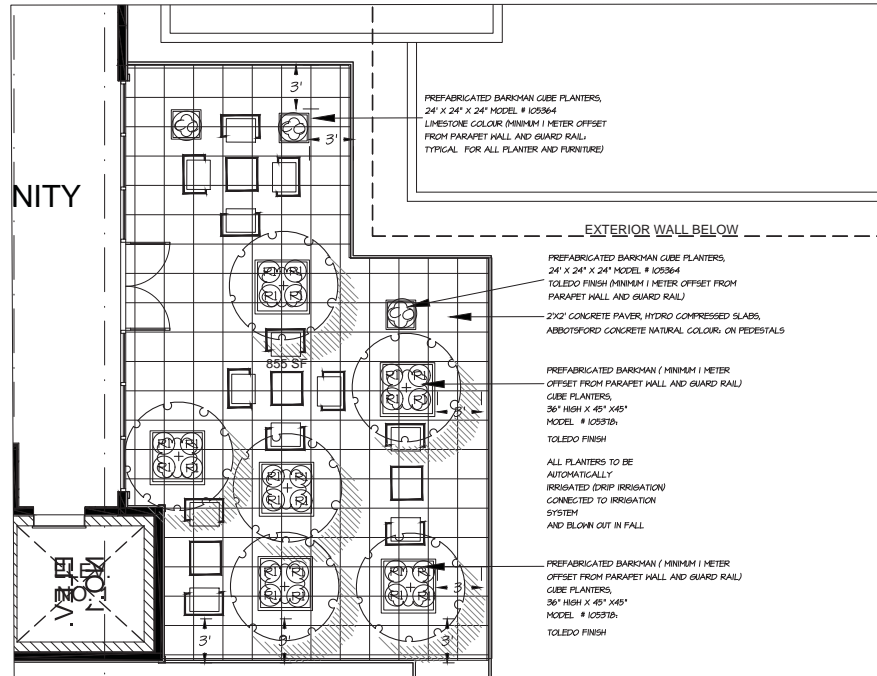 3'
PREFABRICATED BARKMAN CUBE PLANTERS,
24' X 24" X 24" MODEL # 105364
LIMESTONE COLOUR (MINIMUM 1 METER OFFSET
FROM PARAPET WALL AND GUARD RAIL;
TYPICAL FOR ALL PLANTER AND FURNITURE)
3'
NITY
EXTERIOR WALL BELOW
PREFABRICATED BARKMAN CUBE PLANTERS,
24' X 24" X 24" MODEL # 105364
TOLEDO FINISH (MINIMUM 1 METER OFFSET FROM
PARAPET WALL AND GUARD RAIL)
2'X2' CONCRETE PAVER, HYDRO COMPRESSED SLABS,
ABBOTSFORD CONCRETE NATURAL COLOUR; ON PEDESTALS
855 SF
PREFABRICATED BARKMAN ( MINIMUM 1 METER
OFFSET FROM PARAPET WALL AND GUARD RAIL)
CUBE PLANTERS,
36" HIGH X 45" X45"
MODEL # 105378;
TOLEDO FINISH
3'
ALL PLANTERS TO BE
AUTOMATICALLY
IRRIGATED (DRIP IRRIGATION)
CONNECTED TO IRRIGATION
SYSTEM
AND BLOWN OUT IN FALL
PREFABRICATED BARKMAN ( MINIMUM 1 METER
OFFSET FROM PARAPET WALL AND GUARD RAIL)
CUBE PLANTERS,
36" HIGH X 45" X45"
MODEL # 105378;
TOLEDO FINISH
3'
3'
3'
3'